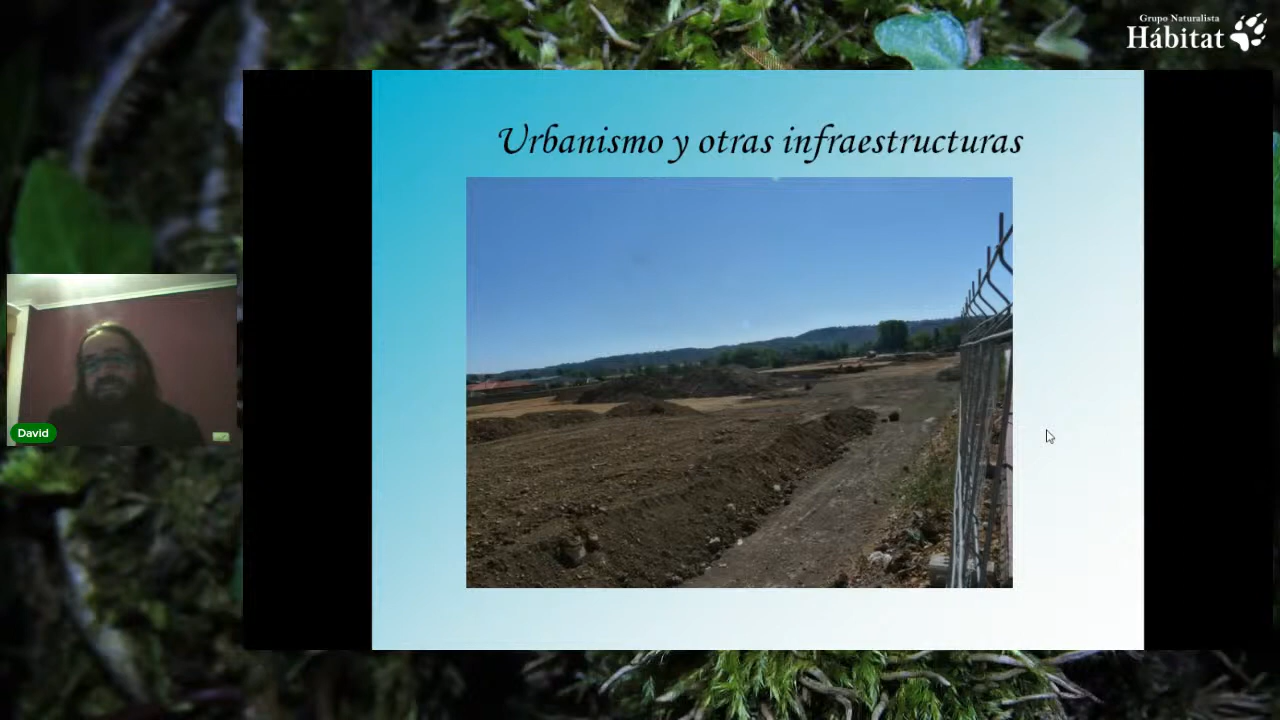 Grupo Naturalista
Hábitat
Urbanismo y otras infraestructuras
David